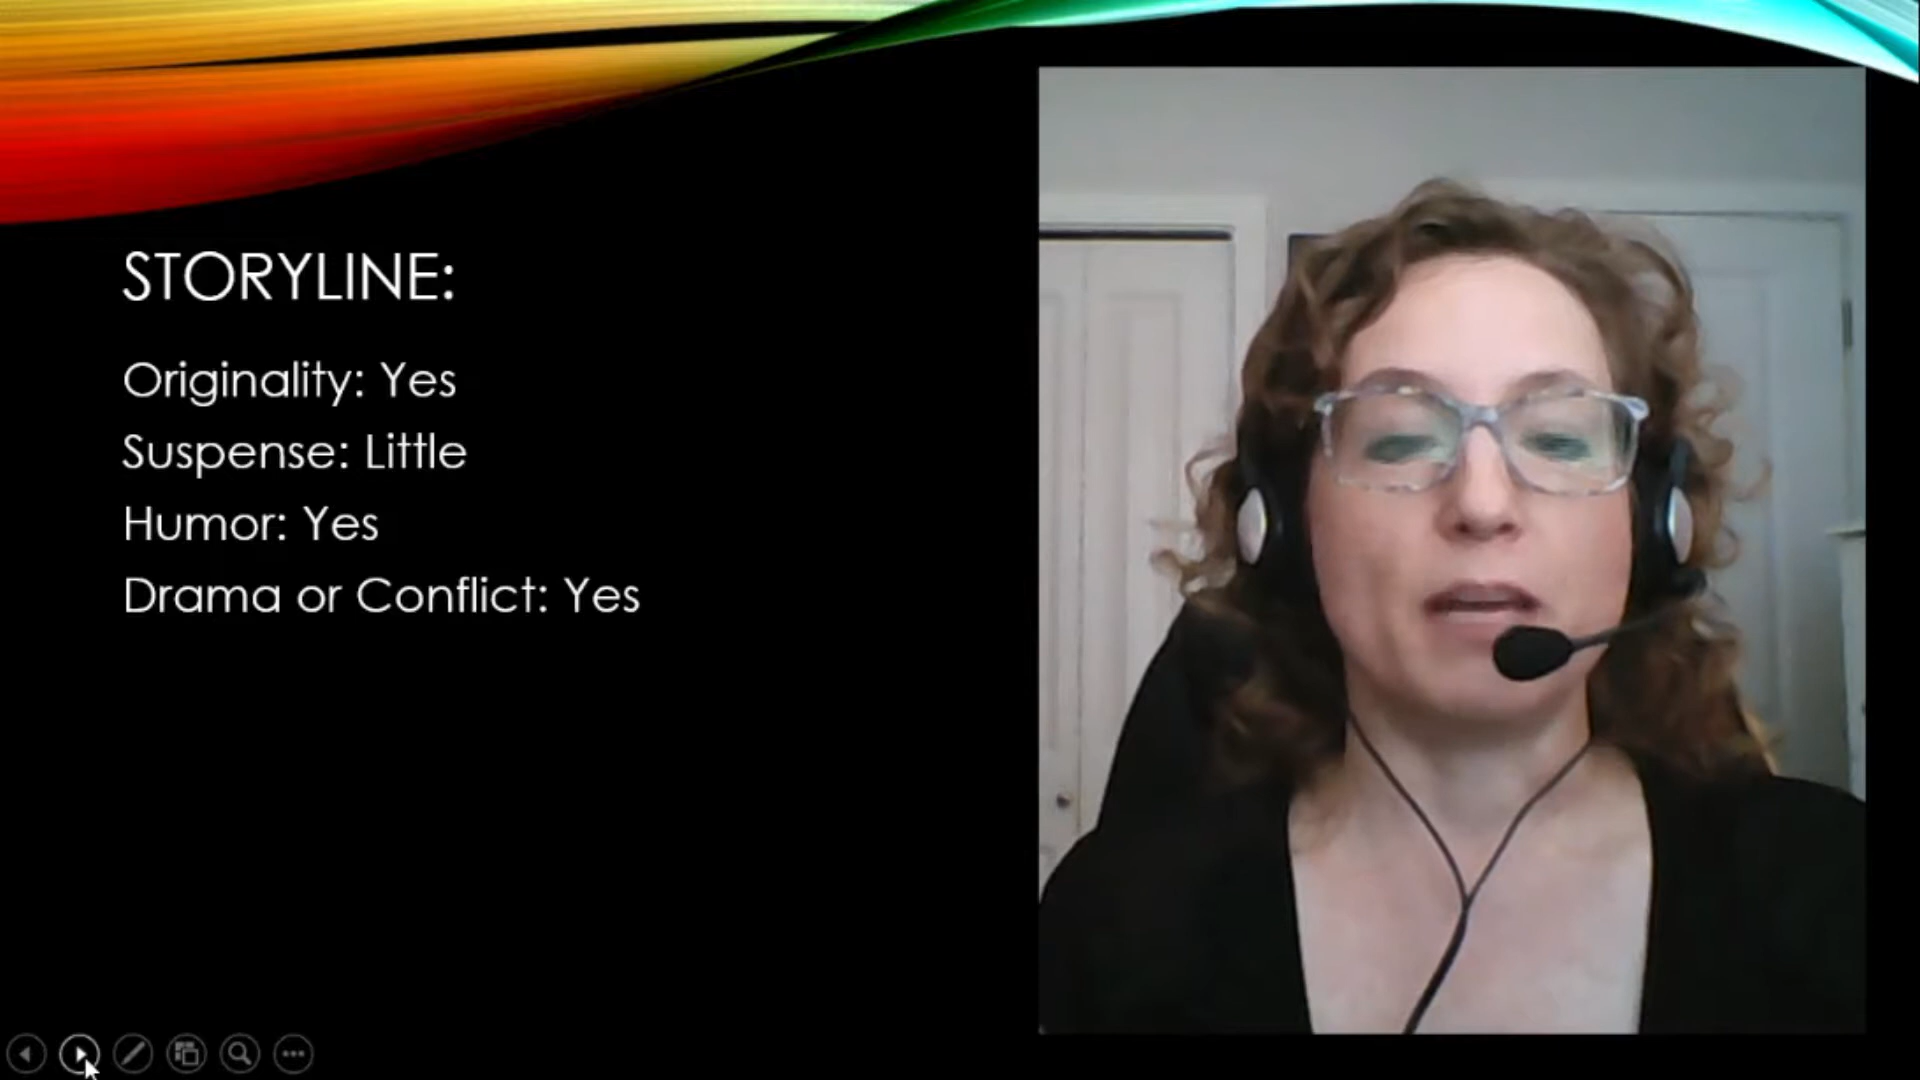 STORYLINE:
Originality: Yes
Suspense: Little
Humor: Yes
Drama or Conflict: Yes